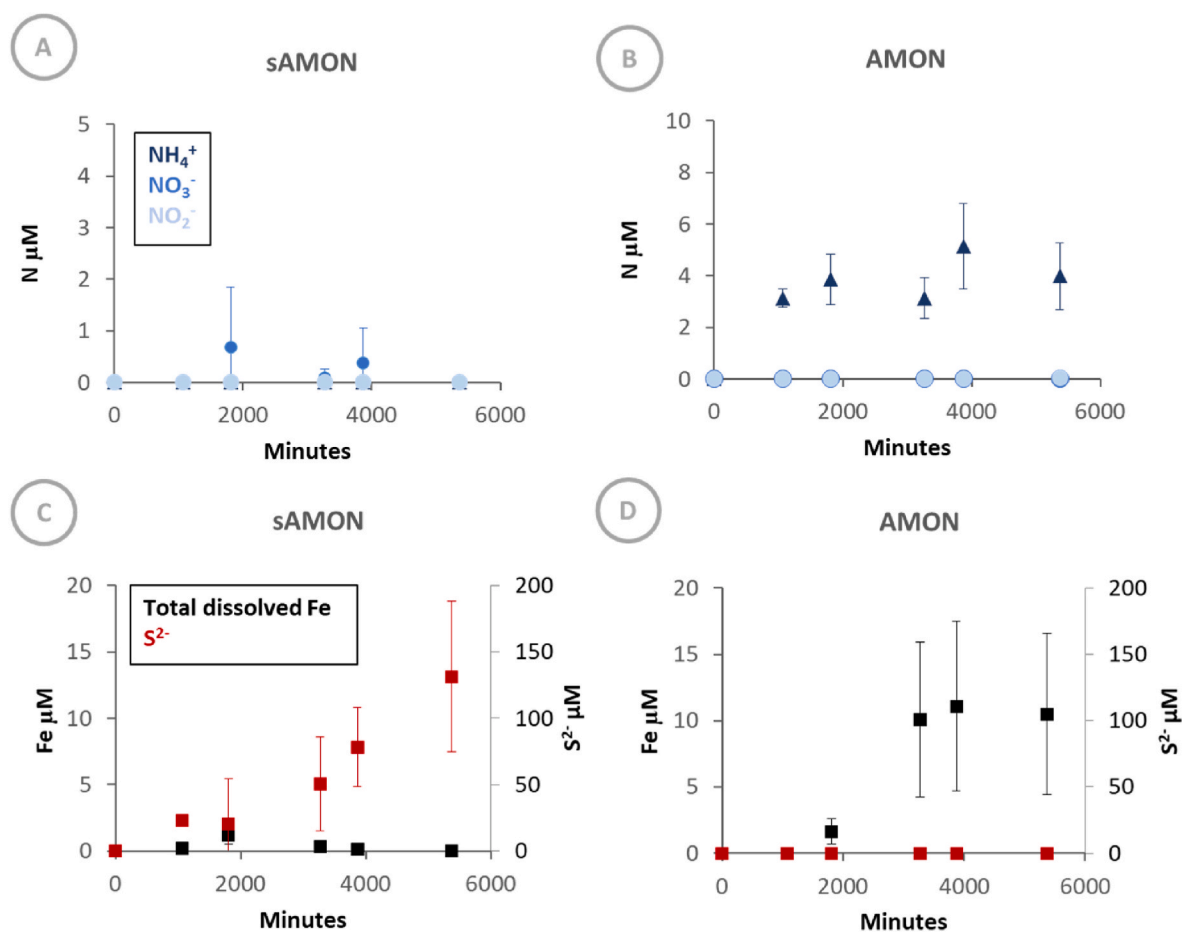 A
sAMON
5
4
3
2
1
0
N µM
NH₄⁺
NO₃⁻
NO₂⁻
0 2000 4000 6000
Minutes
B
AMON
10
8
6
4
2
0
N µM
0 2000 4000 6000
Minutes
C
sAMON
20
15
10
5
0
Fe µM
Total dissolved Fe
S²⁻
200
150
100
50
0
S²⁻ µM
0 2000 4000 6000
Minutes
D
AMON
20
15
10
5
0
Fe µM
200
150
100
50
0
S²⁻ µM
0 2000 4000 6000
Minutes